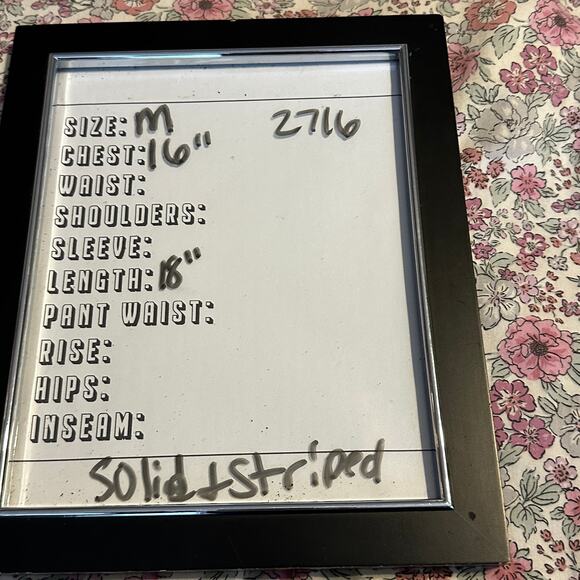 SIZE: M 2716
CHEST: 16"
WAIST:
SHOULDERS:
SLEEVE:
LENGTH: 18"
PANT WAIST:
RISE:
HIPS:
INSEAM:
Solid + Striped